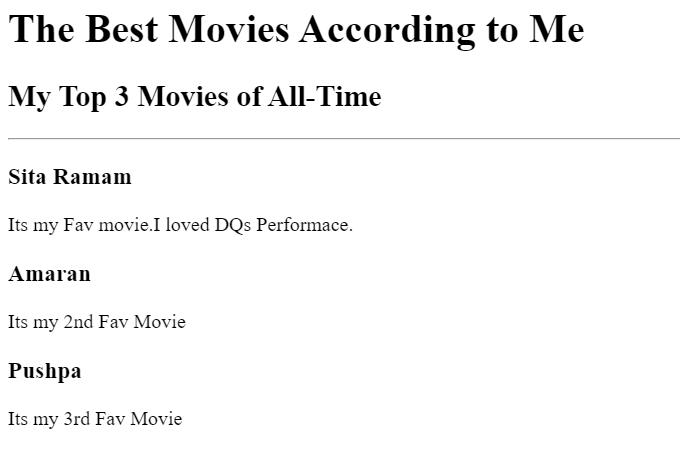 The Best Movies According to Me
My Top 3 Movies of All-Time
Sita Ramam
Its my Fav movie.I loved DQs Performace.
Amaran
Its my 2nd Fav Movie
Pushpa
Its my 3rd Fav Movie